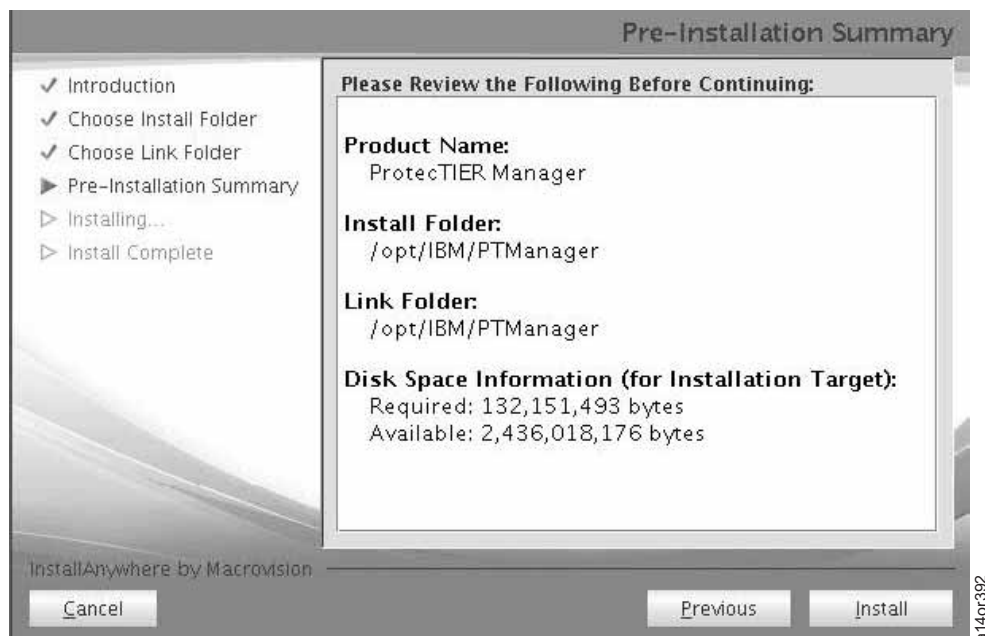 Pre-Installation Summary
Introduction
Choose Install Folder
Choose Link Folder
Pre-Installation Summary
Installing...
Install Complete
Please Review the Following Before Continuing:
Product Name:
ProtecTIER Manager
Install Folder:
/opt/IBM/PTManager
Link Folder:
/opt/IBM/PTManager
Disk Space Information (for Installation Target):
Required: 132,151,493 bytes
Available: 2,436,018,176 bytes
InstallAnywhere by Macrovision
Cancel
Previous
Install